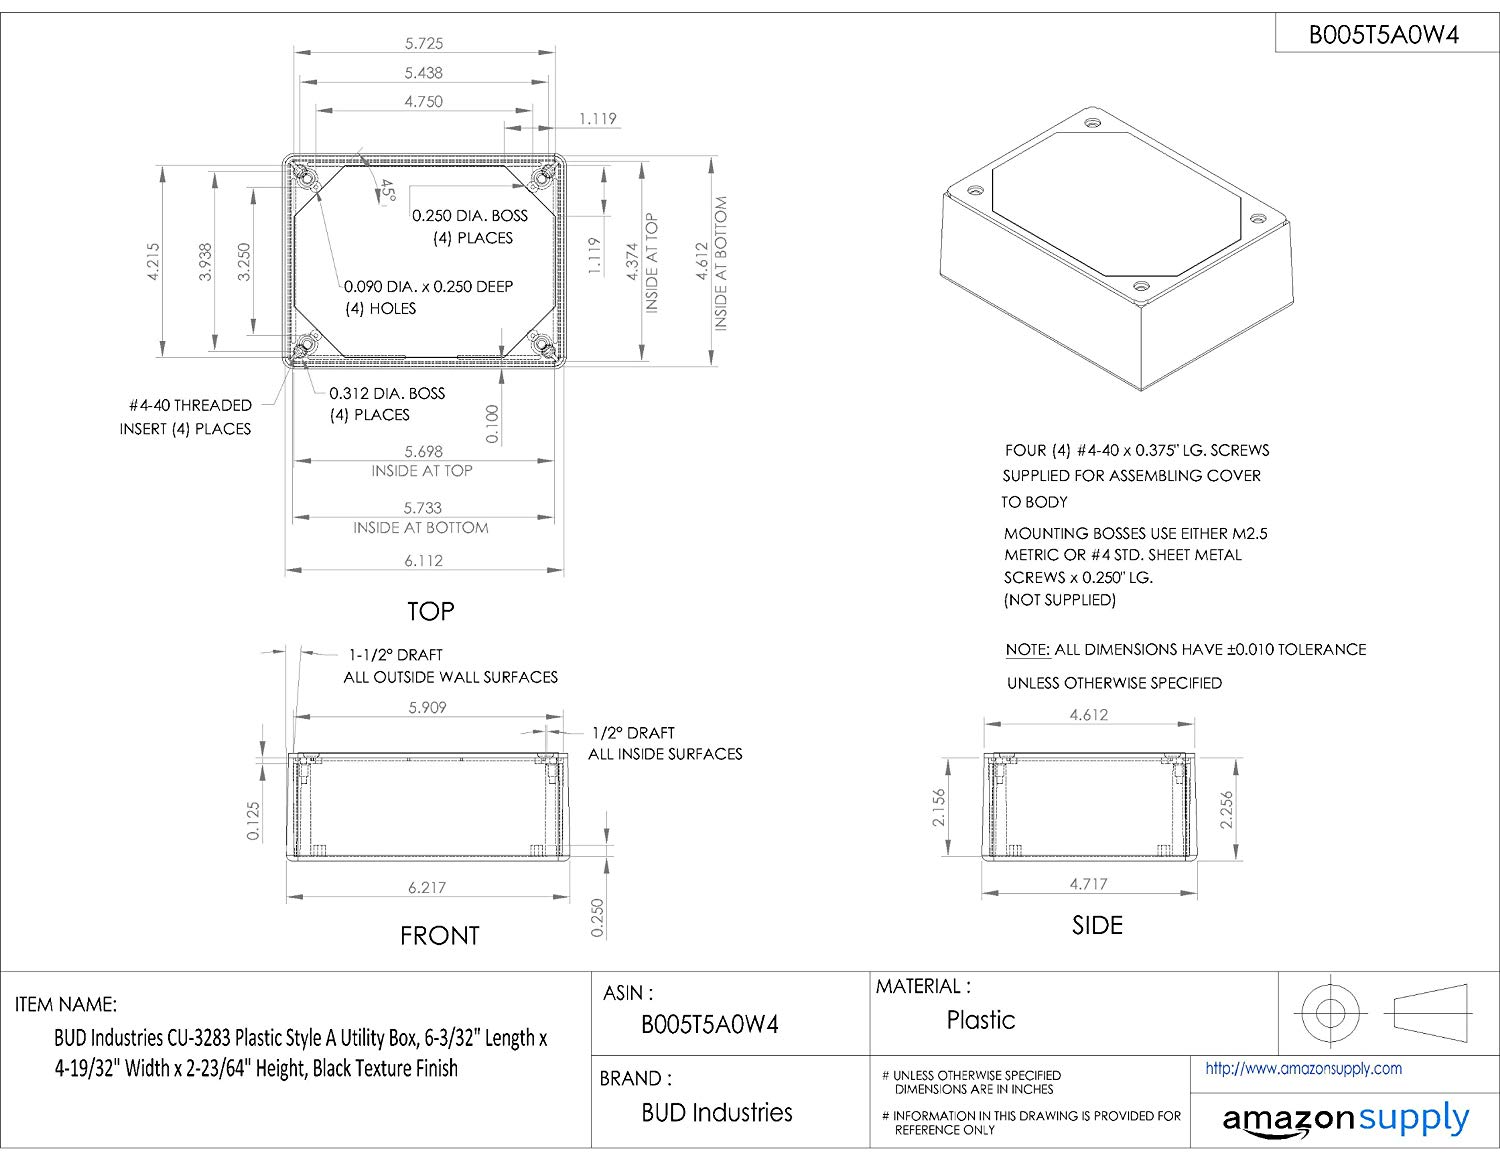 B005T5A0W4
5.725
5.438
4.750
1.119
45°
0.250 DIA. BOSS
(4) PLACES
4.215
3.938
3.250
1.119
4.374
INSIDE AT TOP
4.612
INSIDE AT BOTTOM
0.090 DIA. x 0.250 DEEP
(4) HOLES
#4-40 THREADED
INSERT (4) PLACES
0.312 DIA. BOSS
(4) PLACES
0.100
5.698
INSIDE AT TOP
5.733
INSIDE AT BOTTOM
6.112
TOP
FOUR (4) #4-40 x 0.375" LG. SCREWS
SUPPLIED FOR ASSEMBLING COVER
TO BODY
MOUNTING BOSSES USE EITHER M2.5
METRIC OR #4 STD. SHEET METAL
SCREWS x 0.250" LG.
(NOT SUPPLIED)
NOTE: ALL DIMENSIONS HAVE ±0.010 TOLERANCE
UNLESS OTHERWISE SPECIFIED
1-1/2° DRAFT
ALL OUTSIDE WALL SURFACES
5.909
1/2° DRAFT
ALL INSIDE SURFACES
0.125
6.217
0.250
FRONT
4.612
2.156
2.256
4.717
SIDE
ITEM NAME:
BUD Industries CU-3283 Plastic Style A Utility Box, 6-3/32" Length x
4-19/32" Width x 2-23/64" Height, Black Texture Finish
ASIN :
B005T5A0W4
BRAND :
BUD Industries
MATERIAL :
Plastic
# UNLESS OTHERWISE SPECIFIED
DIMENSIONS ARE IN INCHES
# INFORMATION IN THIS DRAWING IS PROVIDED FOR
REFERENCE ONLY
http://www.amazonsupply.com
amazonsupply